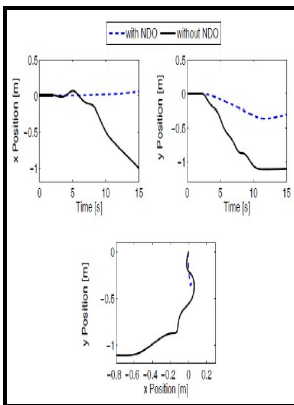 with NDO without NDO
0.5
0
-0.5
-1
x Position [m]
0 5 10 15
Time [s]
0.5
0
-0.5
-1
y Position [m]
0 5 10 15
Time [s]
0
-0.5
-1
y Position [m]
-0.8 -0.6 -0.4 -0.2 0 0.2
x Position [m]